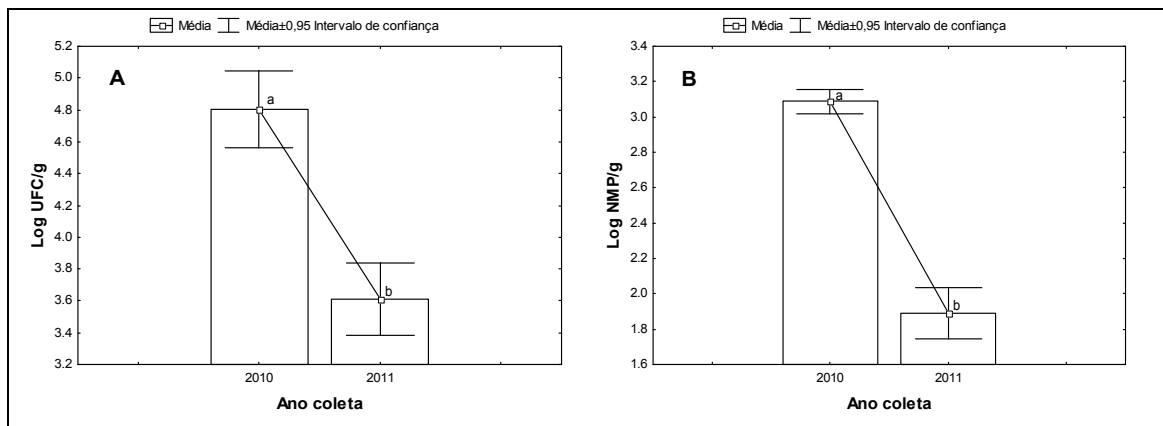 Média Média±0,95 Intervalo de confiança
A
a
b
5.2
5.0
4.8
4.6
4.4
4.2
4.0
3.8
3.6
3.4
3.2
Log UFC/g
2010 2011
Ano coleta
Média Média±0,95 Intervalo de confiança
B
a
b
3.4
3.2
3.0
2.8
2.6
2.4
2.2
2.0
1.8
1.6
Log NMP/g
2010 2011
Ano coleta